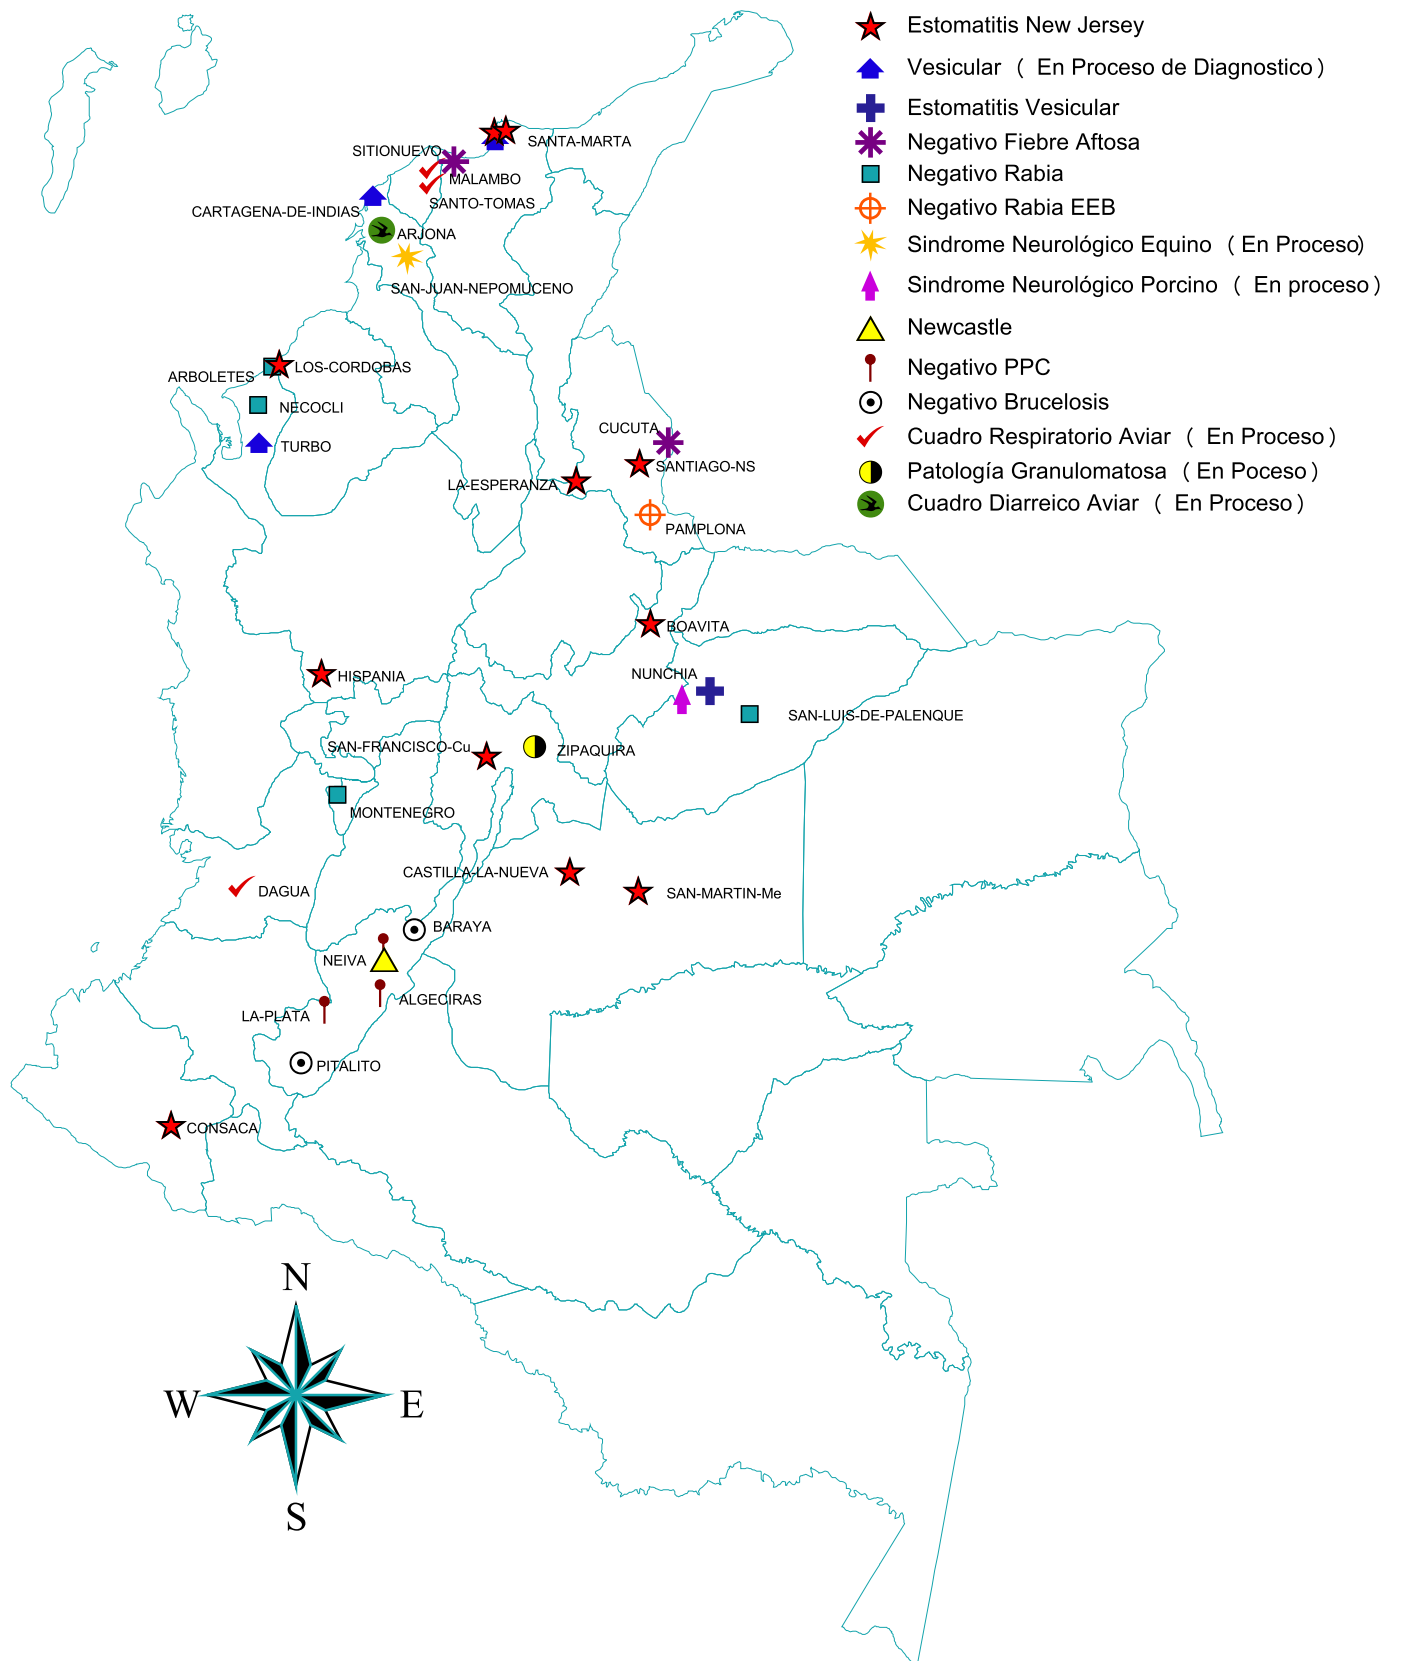 Estomatitis New Jersey
Vesicular ( En Proceso de Diagnostico )
Estomatitis Vesicular
Negativo Fiebre Aftosa
Negativo Rabia
Negativo Rabia EEB
Sindrome Neurológico Equino ( En Proceso)
Sindrome Neurológico Porcino ( En proceso )
Newcastle
Negativo PPC
Negativo Brucelosis
Cuadro Respiratorio Aviar ( En Proceso )
Patología Granulomatosa ( En Poceso )
Cuadro Diarreico Aviar ( En Proceso )
SANTA-MARTA
SITIONUEVO
MALAMBO
SANTO-TOMAS
CARTAGENA-DE-INDIAS
ARJONA
SAN-JUAN-NEPOMUCENO
LOS-CORDOBAS
ARBOLETES
NECOCLI
TURBO
CUCUTA
SANTIAGO-NS
LA-ESPERANZA
PAMPLONA
BOAVITA
HISPANIA
NUNCHIA
SAN-LUIS-DE-PALENQUE
SAN-FRANCISCO-Cu
ZIPAQUIRA
MONTENEGRO
CASTILLA-LA-NUEVA
SAN-MARTIN-Me
DAGUA
BARAYA
NEIVA
ALGECIRAS
LA-PLATA
PITALITO
CONSACA
N
W
E
S